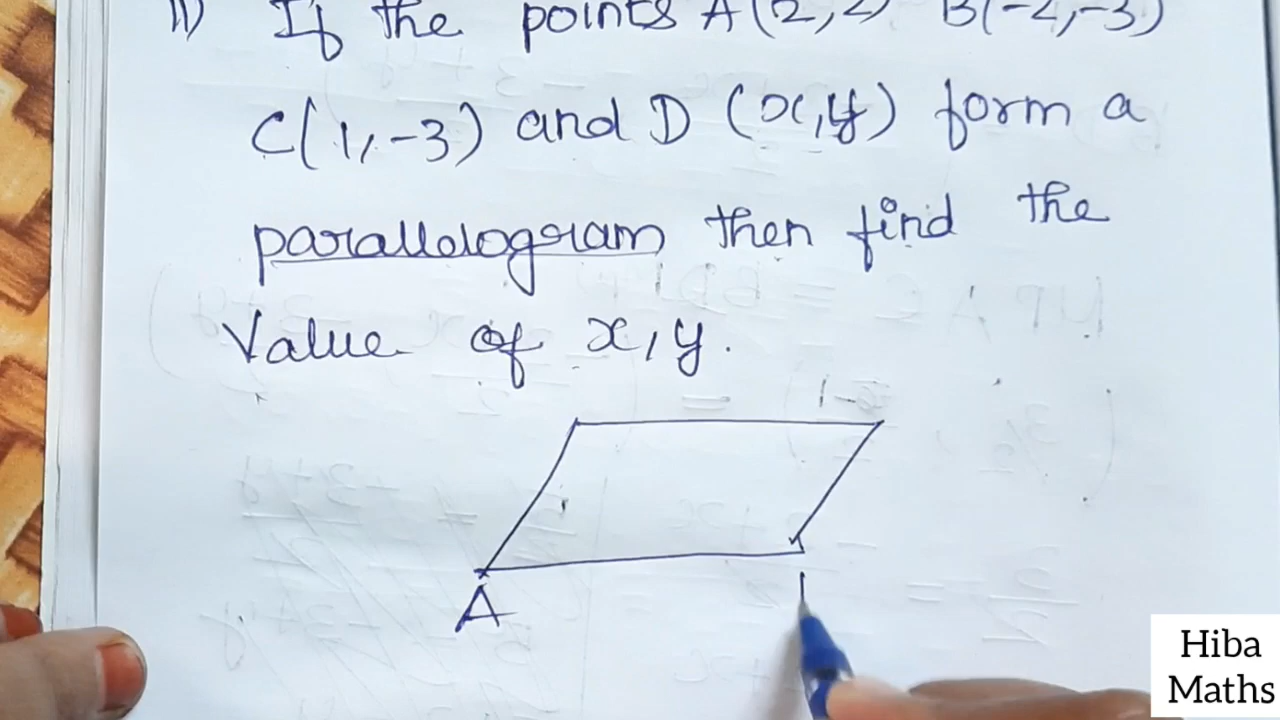 11) If the points A(2,2) B(-2,-3)
C(1,-3) and D (x,y) form a
parallelogram then find the
Value of x,y.
A
Hiba
Maths